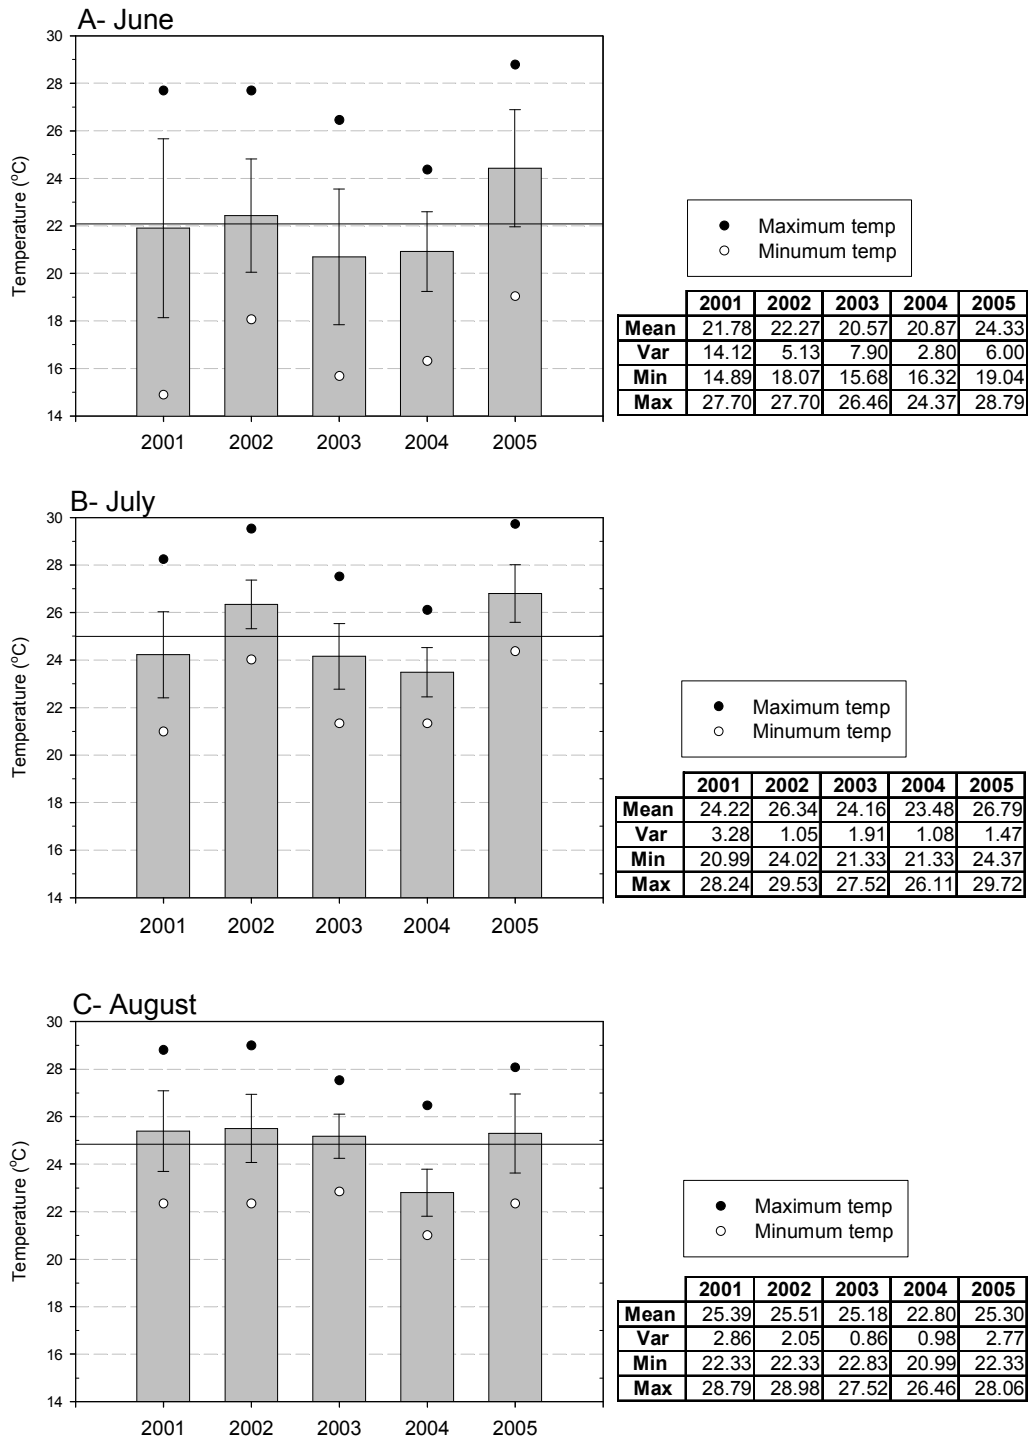 A- June
30
28
26
24
22
20
18
16
14
Temperature (°C)
2001 2002 2003 2004 2005
Maximum temp
Minumum temp
2001 2002 2003 2004 2005
Mean 21.78 22.27 20.57 20.87 24.33
Var 14.12 5.13 7.90 2.80 6.00
Min 14.89 18.07 15.68 16.32 19.04
Max 27.70 27.70 26.46 24.37 28.79
B- July
30
28
26
24
22
20
18
16
14
Temperature (°C)
2001 2002 2003 2004 2005
Maximum temp
Minumum temp
2001 2002 2003 2004 2005
Mean 24.22 26.34 24.16 23.48 26.79
Var 3.28 1.05 1.91 1.08 1.47
Min 20.99 24.02 21.33 21.33 24.37
Max 28.24 29.53 27.52 26.11 29.72
C- August
30
28
26
24
22
20
18
16
14
Temperature (°C)
2001 2002 2003 2004 2005
Maximum temp
Minumum temp
2001 2002 2003 2004 2005
Mean 25.39 25.51 25.18 22.80 25.30
Var 2.86 2.05 0.86 0.98 2.77
Min 22.33 22.33 22.83 20.99 22.33
Max 28.79 28.98 27.52 26.46 28.06